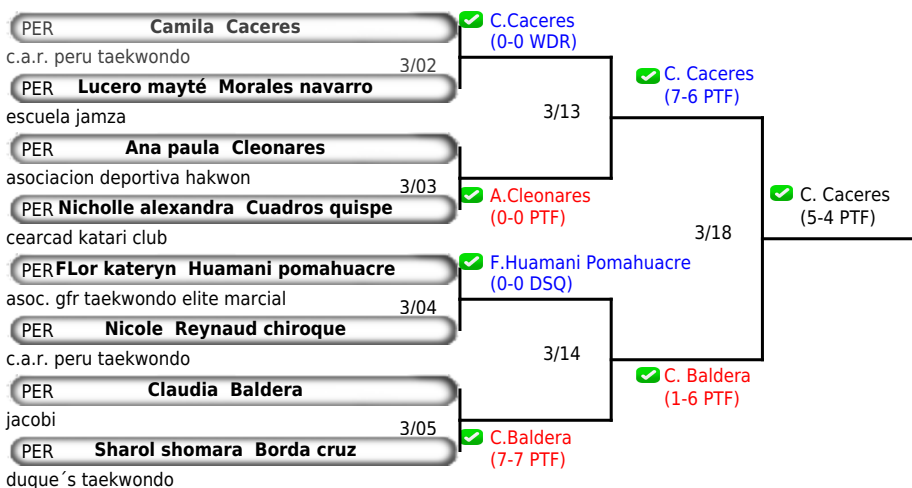 PER Camila Caceres
c.a.r. peru taekwondo
3/02
PER Lucero mayté Morales navarro
escuela jamza
PER Ana paula Cleonares
asociacion deportiva hakwon
3/03
PER Nicholle alexandra Cuadros quispe
cearcad katari club
PER FLor kateryn Huamani pomahuacre
asoc. gfr taekwondo elite marcial
3/04
PER Nicole Reynaud chiroque
c.a.r. peru taekwondo
PER Claudia Baldera
jacobi
3/05
PER Sharol shomara Borda cruz
duque´s taekwondo
C.Caceres
(0-0 WDR)
3/13
A.Cleonares
(0-0 PTF)
F.Huamani Pomahuacre
(0-0 DSQ)
3/14
C.Baldera
(7-7 PTF)
C. Caceres
(7-6 PTF)
3/18
C. Baldera
(1-6 PTF)
C. Caceres
(5-4 PTF)